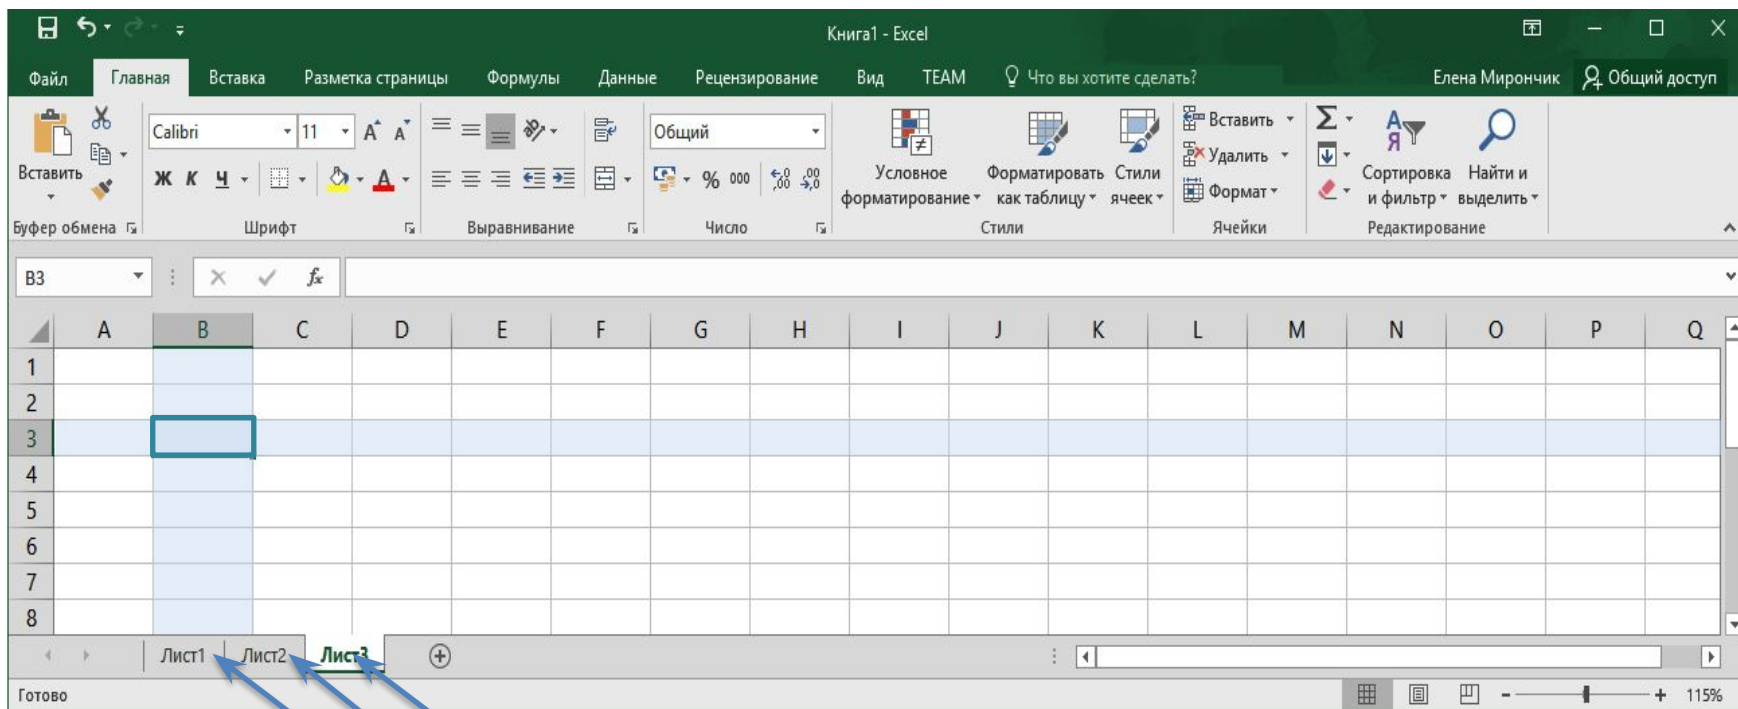 Книга1 - Excel
Файл Главная Вставка Разметка страницы Формулы Данные Рецензирование Вид TEAM Что вы хотите сделать? Елена Мирончик Общий доступ
Вставить
Calibri 11
Ж К Ч
Общий
% 000
Условное форматирование
Форматировать как таблицу
Стили ячеек
Вставить
Удалить
Формат
Сортировка и фильтр
Найти и выделить
Буфер обмена Шрифт Выравнивание Число Стили Ячейки Редактирование
B3 fx
A B C D E F G H I J K L M N O P Q
1
2
3
4
5
6
7
8
Лист1 Лист2 Лист3
Готово 115%